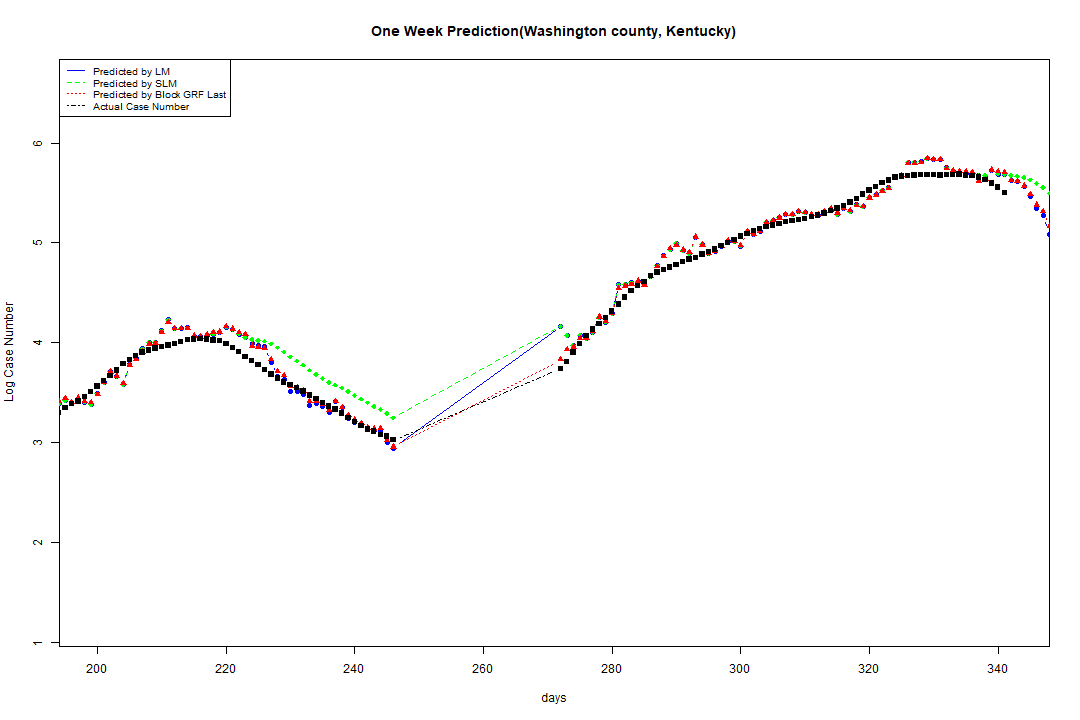 One Week Prediction(Washington county, Kentucky)
Predicted by LM
Predicted by SLM
Predicted by Block GRF Last
Actual Case Number
Log Case Number
6
5
4
3
2
1
200 220 240 260 280 300 320 340
days